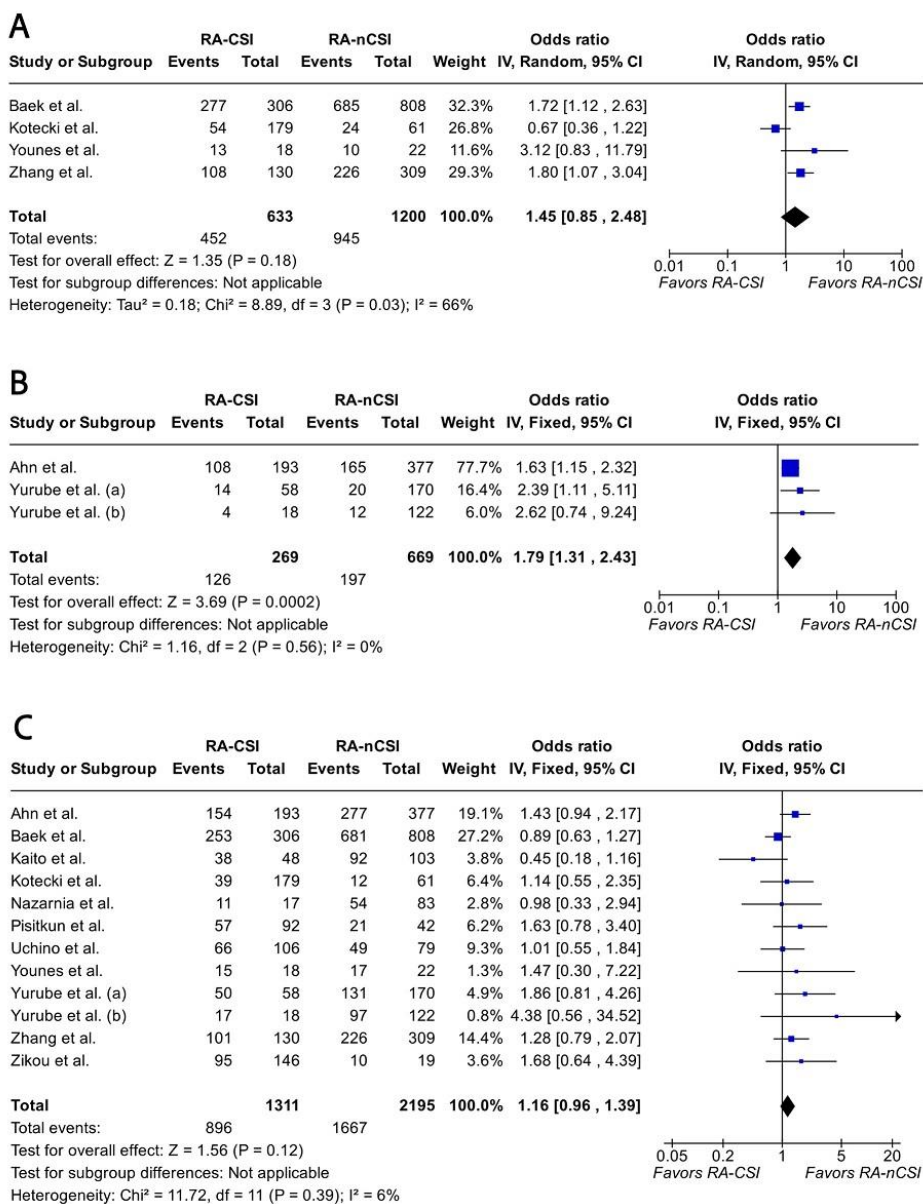 A
RA-CSI RA-nCSI Odds ratio Odds ratio
Study or Subgroup Events Total Events Total Weight IV, Random, 95% CI IV, Random, 95% CI
Baek et al. 277 306 685 808 32.3% 1.72 [1.12 , 2.63]
Kotecki et al. 54 179 24 61 26.8% 0.67 [0.36 , 1.22]
Younes et al. 13 18 10 22 11.6% 3.12 [0.83 , 11.79]
Zhang et al. 108 130 226 309 29.3% 1.80 [1.07 , 3.04]
Total 633 1200 100.0% 1.45 [0.85 , 2.48]
Total events: 452 945
Test for overall effect: Z = 1.35 (P = 0.18)
0.01 0.1 1 10 100
Test for subgroup differences: Not applicable
Favors RA-CSI Favors RA-nCSI
Heterogeneity: Tau² = 0.18; Chi² = 8.89, df = 3 (P = 0.03); I² = 66%
B
RA-CSI RA-nCSI Odds ratio Odds ratio
Study or Subgroup Events Total Events Total Weight IV, Fixed, 95% CI IV, Fixed, 95% CI
Ahn et al. 108 193 165 377 77.7% 1.63 [1.15 , 2.32]
Yurube et al. (a) 14 58 20 170 16.4% 2.39 [1.11 , 5.11]
Yurube et al. (b) 4 18 12 122 6.0% 2.62 [0.74 , 9.24]
Total 269 669 100.0% 1.79 [1.31 , 2.43]
Total events: 126 197
Test for overall effect: Z = 3.69 (P = 0.0002)
0.01 0.1 1 10 100
Test for subgroup differences: Not applicable
Favors RA-CSI Favors RA-nCSI
Heterogeneity: Chi² = 1.16, df = 2 (P = 0.56); I² = 0%
C
RA-CSI RA-nCSI Odds ratio Odds ratio
Study or Subgroup Events Total Events Total Weight IV, Fixed, 95% CI IV, Fixed, 95% CI
Ahn et al. 154 193 277 377 19.1% 1.43 [0.94 , 2.17]
Baek et al. 253 306 681 808 27.2% 0.89 [0.63 , 1.27]
Kaito et al. 38 48 92 103 3.8% 0.45 [0.18 , 1.16]
Kotecki et al. 39 179 12 61 6.4% 1.14 [0.55 , 2.35]
Nazarnia et al. 11 17 54 83 2.8% 0.98 [0.33 , 2.94]
Pisitkun et al. 57 92 21 42 6.2% 1.63 [0.78 , 3.40]
Uchino et al. 66 106 49 79 9.3% 1.01 [0.55 , 1.84]
Younes et al. 15 18 17 22 1.3% 1.47 [0.30 , 7.22]
Yurube et al. (a) 50 58 131 170 4.9% 1.86 [0.81 , 4.26]
Yurube et al. (b) 17 18 97 122 0.8% 4.38 [0.56 , 34.52]
Zhang et al. 101 130 226 309 14.4% 1.28 [0.79 , 2.07]
Zikou et al. 95 146 10 19 3.6% 1.68 [0.64 , 4.39]
Total 1311 2195 100.0% 1.16 [0.96 , 1.39]
Total events: 896 1667
Test for overall effect: Z = 1.56 (P = 0.12)
0.05 0.2 1 5 20
Test for subgroup differences: Not applicable
Favors RA-CSI Favors RA-nCSI
Heterogeneity: Chi² = 11.72, df = 11 (P = 0.39); I² = 6%